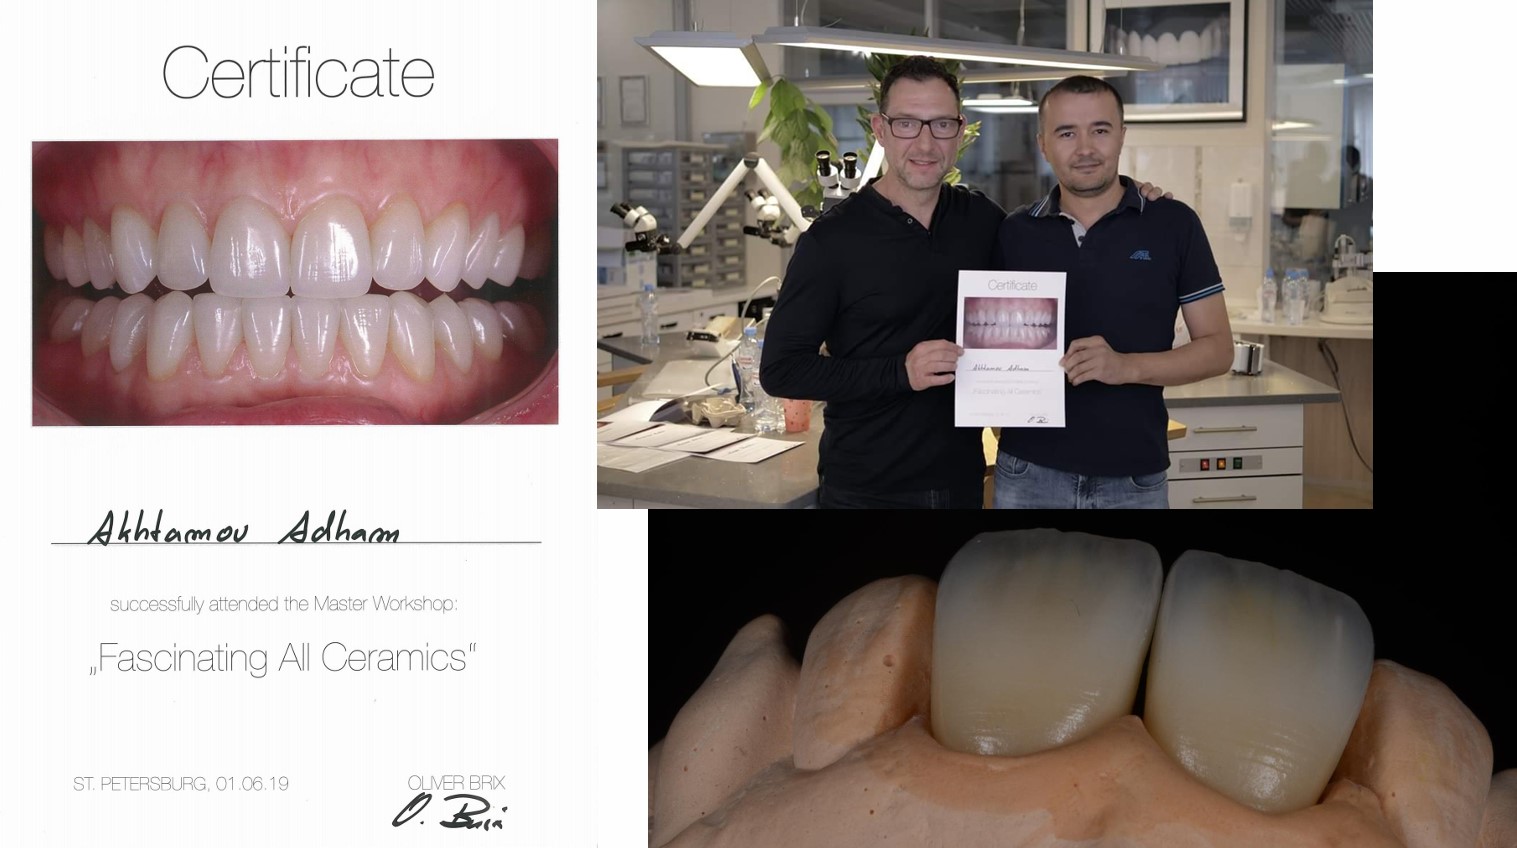 Certificate
Akhtamov Adham
successfully attended the Master Workshop:
„Fascinating All Ceramics“
ST. PETERSBURG, 01.06.19
OLIVER BRIX
O. Brix
Certificate
Akhtamov Adham
Fascinating All Ceramics
O. Brix